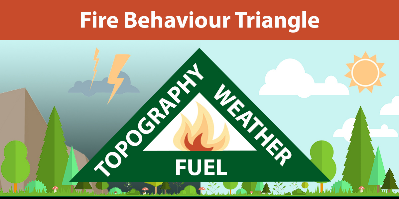 Fire Behaviour Triangle
TOPOGRAPHY
WEATHER
FUEL